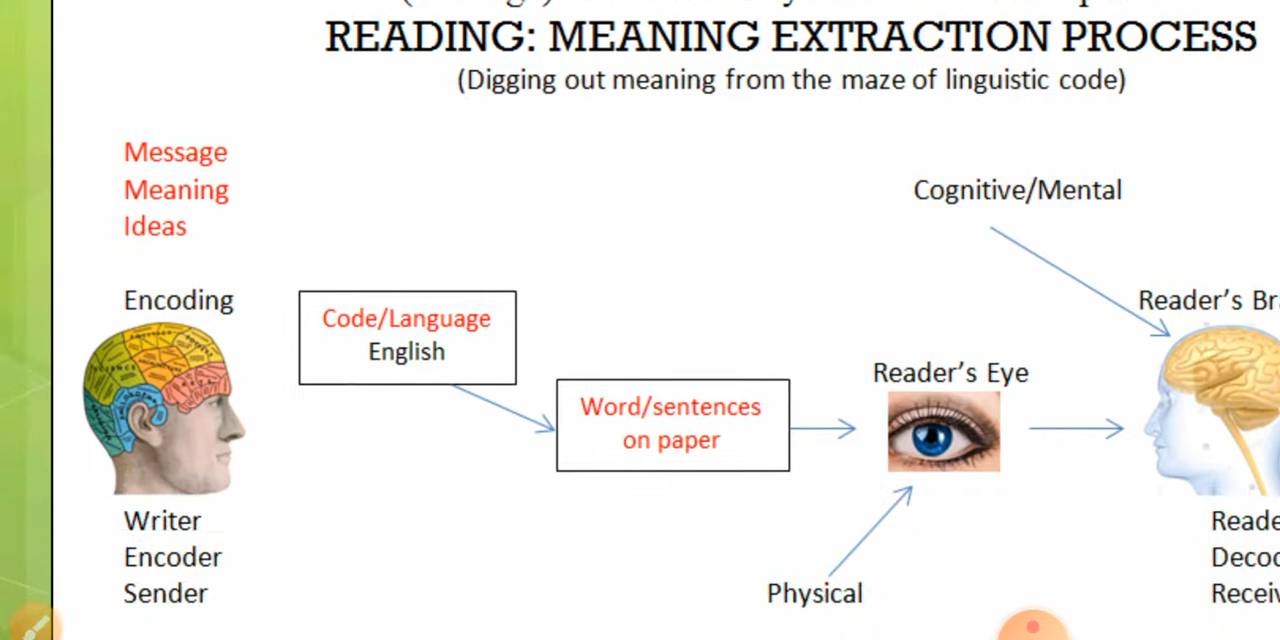 READING: MEANING EXTRACTION PROCESS
(Digging out meaning from the maze of linguistic code)
Message
Meaning
Ideas
Cognitive/Mental
Encoding
Reader's
Code/Language
English
Reader's Eye
Word/sentences
on paper
Writer
Encoder
Sender
Physical